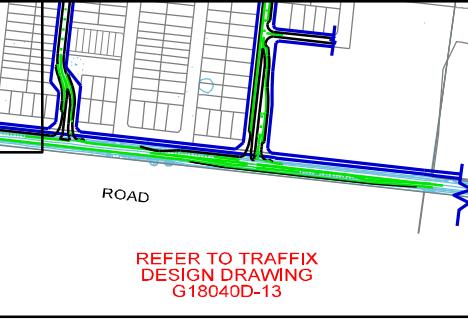 ROAD
REFER TO TRAFFIX
DESIGN DRAWING
G18040D-13